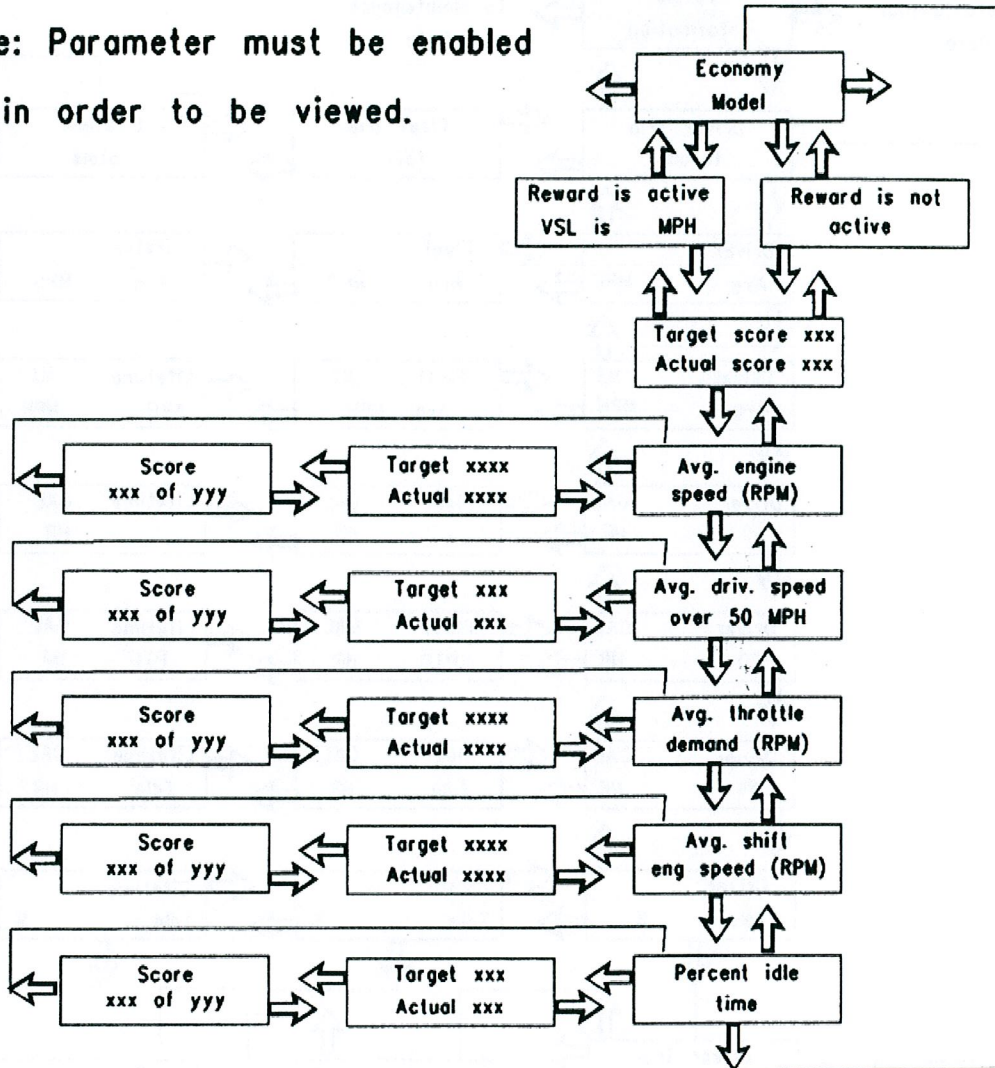 e: Parameter must be enabled
in order to be viewed.
Economy
Model
Reward is active
VSL is MPH
Reward is not
active
Target score xxx
Actual score xxx
Score
xxx of yyy
Target xxxx
Actual xxxx
Avg. engine
speed (RPM)
Score
xxx of yyy
Target xxx
Actual xxx
Avg. driv. speed
over 50 MPH
Score
xxx of yyy
Target xxxx
Actual xxxx
Avg. throttle
demand (RPM)
Score
xxx of yyy
Target xxxx
Actual xxxx
Avg. shift
eng speed (RPM)
Score
xxx of yyy
Target xxx
Actual xxx
Percent idle
time